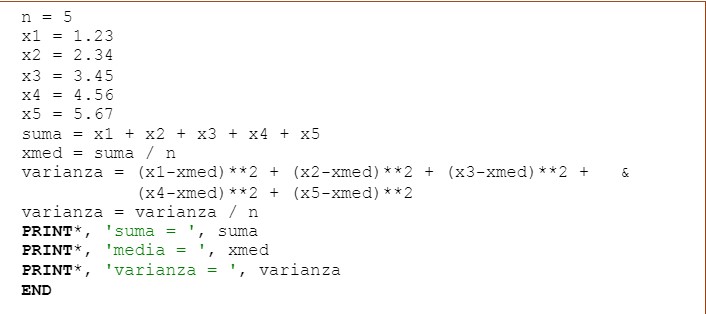 n = 5
x1 = 1.23
x2 = 2.34
x3 = 3.45
x4 = 4.56
x5 = 5.67
suma = x1 + x2 + x3 + x4 + x5
xmed = suma / n
varianza = (x1-xmed)**2 + (x2-xmed)**2 + (x3-xmed)**2 +   &
(x4-xmed)**2 + (x5-xmed)**2
varianza = varianza / n
PRINT*, 'suma = ', suma
PRINT*, 'media = ', xmed
PRINT*, 'varianza = ', varianza
END